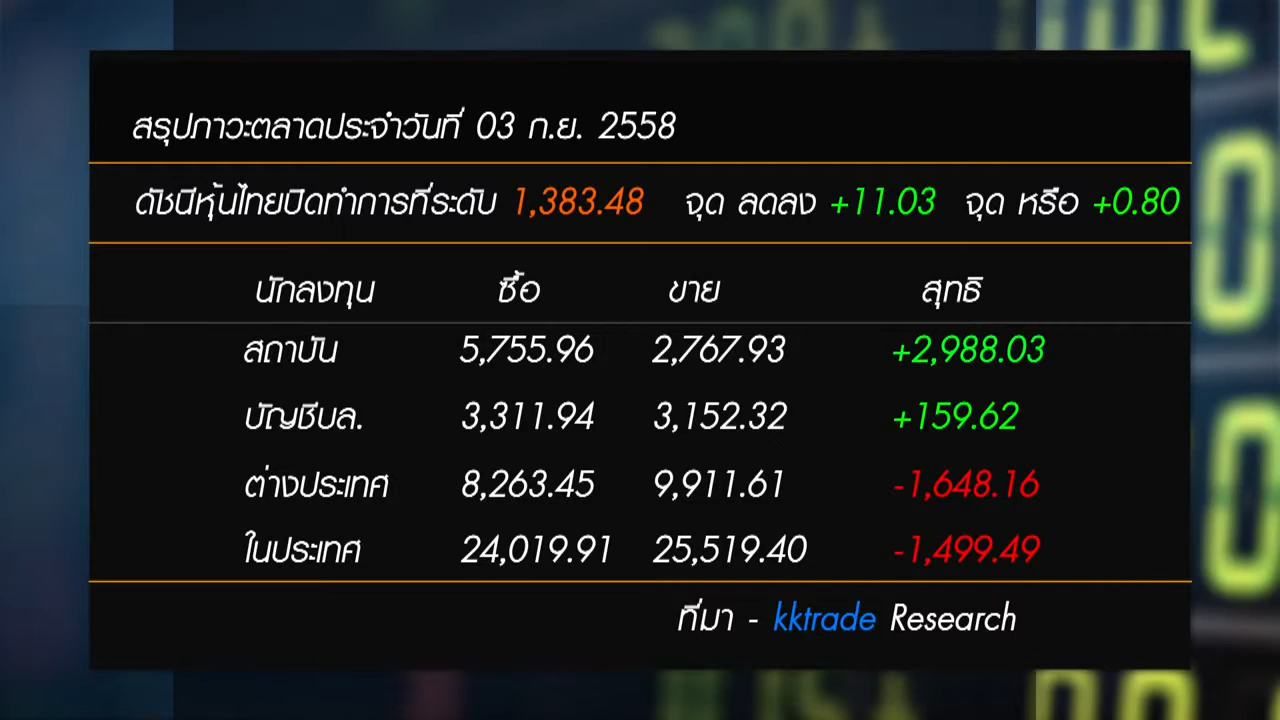 สรุปภาวะตลาดประจำวันที่ 03 ก.ย. 2558
ดัชนีหุ้นไทยปิดทำการที่ระดับ 1,383.48 จุด ลดลง +11.03 จุด หรือ +0.80
นักลงทุน ซื้อ ขาย สุทธิ
สถาบัน 5,755.96 2,767.93 +2,988.03
บัญชีบล. 3,311.94 3,152.32 +159.62
ต่างประเทศ 8,263.45 9,911.61 -1,648.16
ในประเทศ 24,019.91 25,519.40 -1,499.49
ที่มา - kktrade Research